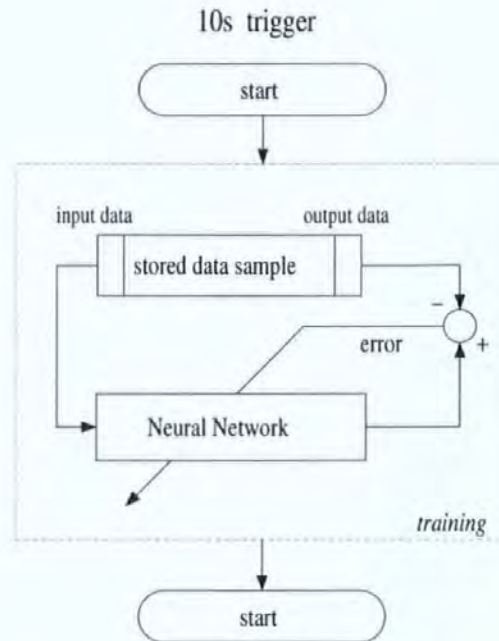 10s trigger
start
input data output data
stored data sample
−
+
error
Neural Network
training
start